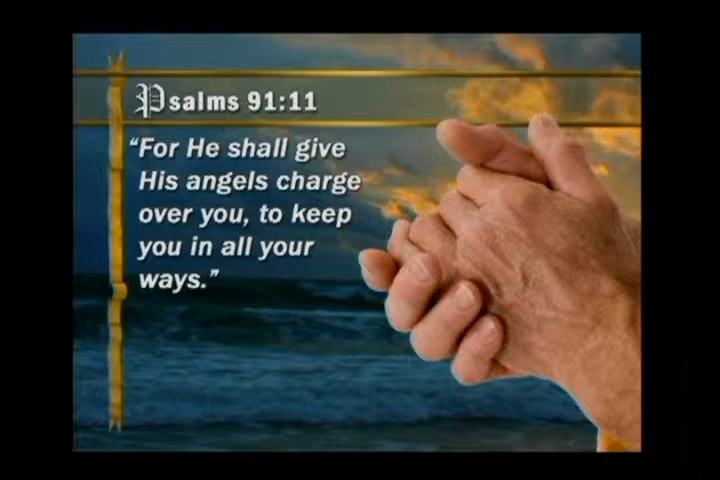 Psalms 91:11
“For He shall give
His angels charge
over you, to keep
you in all your
ways.”